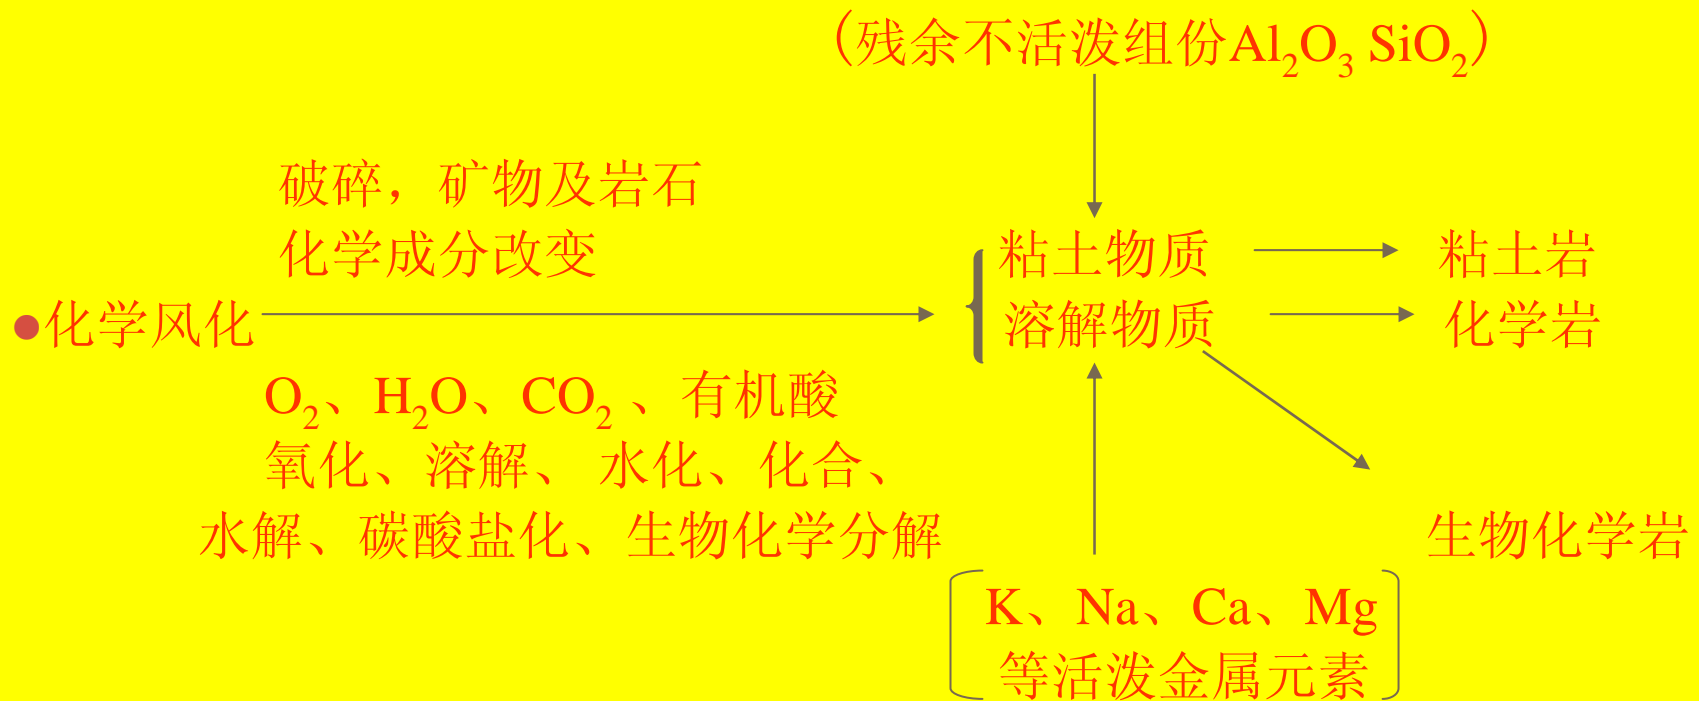 (残余不活泼组份Al₂O₃ SiO₂)
破碎，矿物及岩石
化学成分改变
粘土物质 粘土岩
●化学风化 溶解物质 化学岩
O₂、H₂O、CO₂ 、有机酸
氧化、溶解、 水化、化合、
水解、碳酸盐化、生物化学分解 生物化学岩
K、Na、Ca、Mg
等活泼金属元素